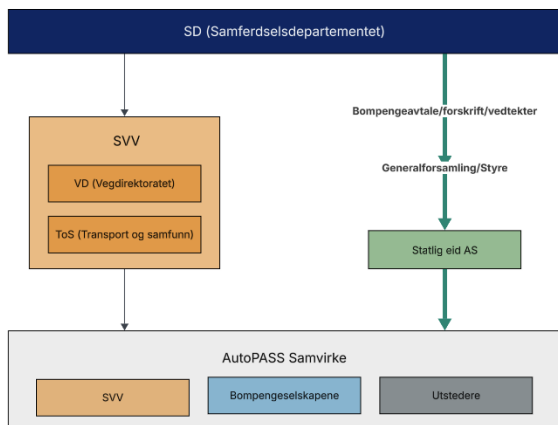 SD (Samferdselsdepartementet)
Bompengeavtale/forskrift/vedtekter
SVV
VD (Vegdirektoratet)
Generalforsamling/Styre
ToS (Transport og samfunn)
Statlig eid AS
AutoPASS Samvirke
SVV
Bompengeselskapene
Utstedere